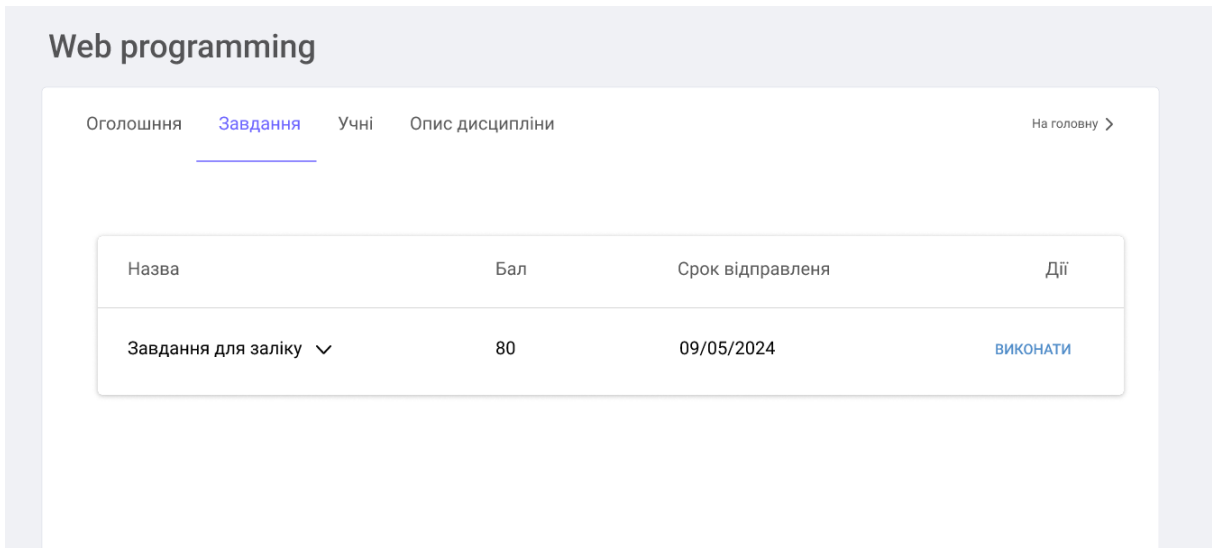 Web programming
Оголошння Завдання Учні Опис дисципліни На головну
Назва Бал Срок відправленя Дії
Завдання для заліку 80 09/05/2024 ВИКОНАТИ